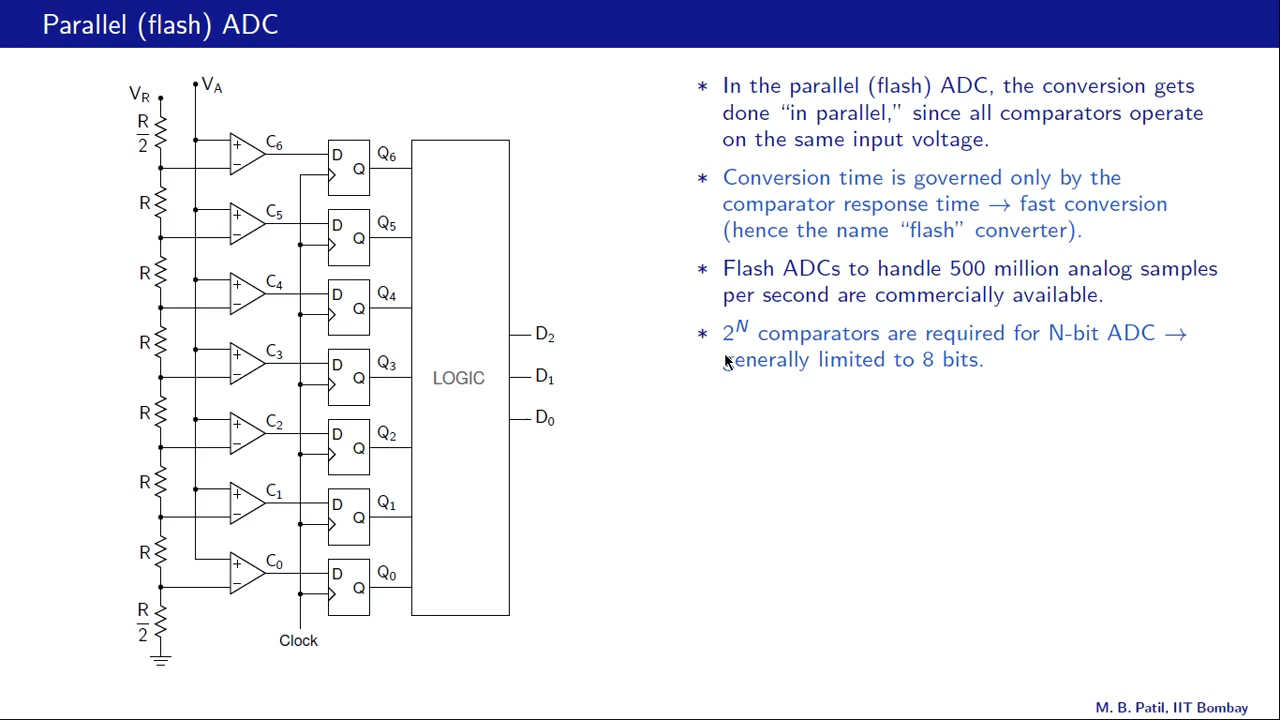 Parallel (flash) ADC
V_R
V_A
R/2
R
R
R
R
R
R
R/2
+
−
C_6
+
−
C_5
+
−
C_4
+
−
C_3
+
−
C_2
+
−
C_1
+
−
C_0
D
Q
Q_6
D
Q
Q_5
D
Q
Q_4
D
Q
Q_3
D
Q
Q_2
D
Q
Q_1
D
Q
Q_0
Clock
LOGIC
D_2
D_1
D_0
* In the parallel (flash) ADC, the conversion gets
done “in parallel,” since all comparators operate
on the same input voltage.
* Conversion time is governed only by the
comparator response time → fast conversion
(hence the name “flash” converter).
* Flash ADCs to handle 500 million analog samples
per second are commercially available.
* 2^N comparators are required for N-bit ADC →
generally limited to 8 bits.
M. B. Patil, IIT Bombay